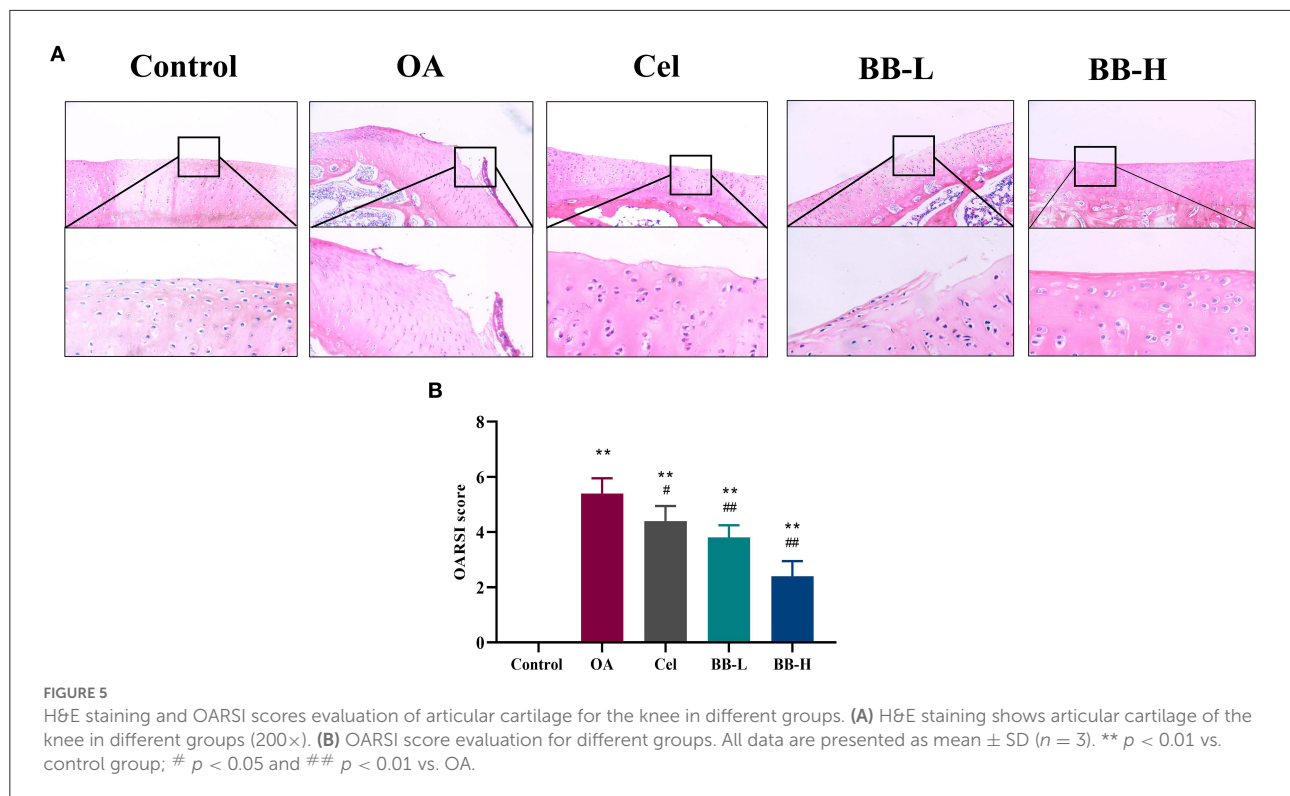 A
Control OA Cel BB-L BB-H
B
OARSI score
8
6
4
2
0
**
**
#
**
##
**
##
Control OA Cel BB-L BB-H
FIGURE 5
H&E staining and OARSI scores evaluation of articular cartilage for the knee in different groups. (A) H&E staining shows articular cartilage of the
knee in different groups (200×). (B) OARSI score evaluation for different groups. All data are presented as mean ± SD (n = 3). ** p < 0.01 vs.
control group; # p < 0.05 and ## p < 0.01 vs. OA.